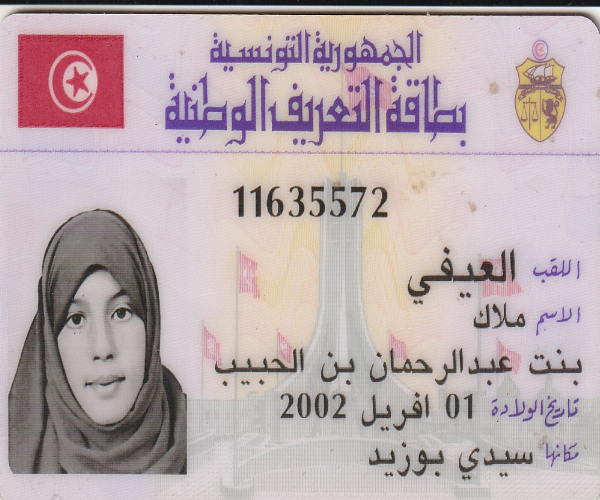 الجمهورية التونسية
بطاقة التعريف الوطنية
11635572
اللقب العيفي
الاسم ملاك
بنت عبدالرحمان بن الحبيب
تاريخ الولادة 01 افريل 2002
مكانها سيدي بوزيد